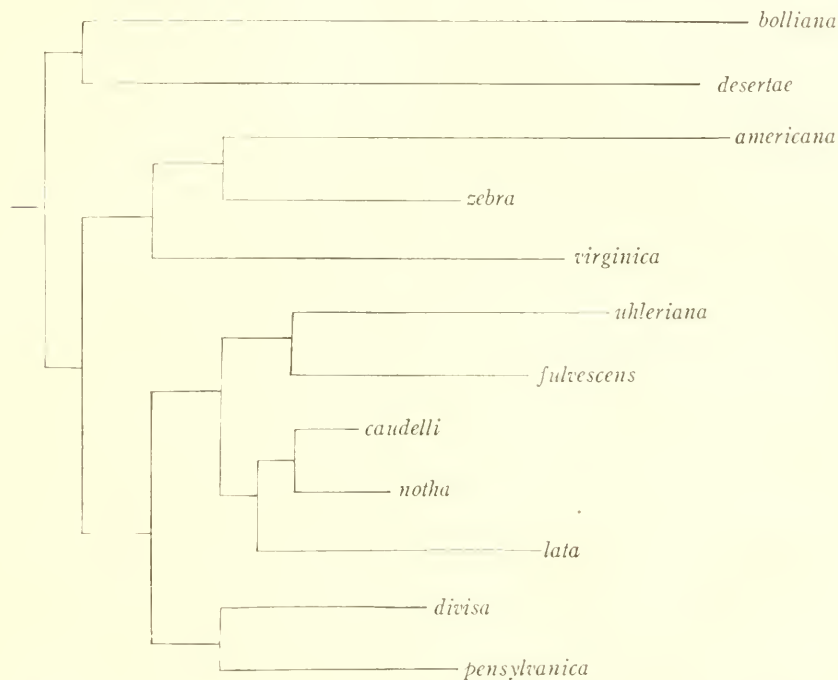 bolliana
desertae
americana
zebra
virginica
uhleriana
fulvescens
caudelli
notha
lata
divisa
pensylvanica